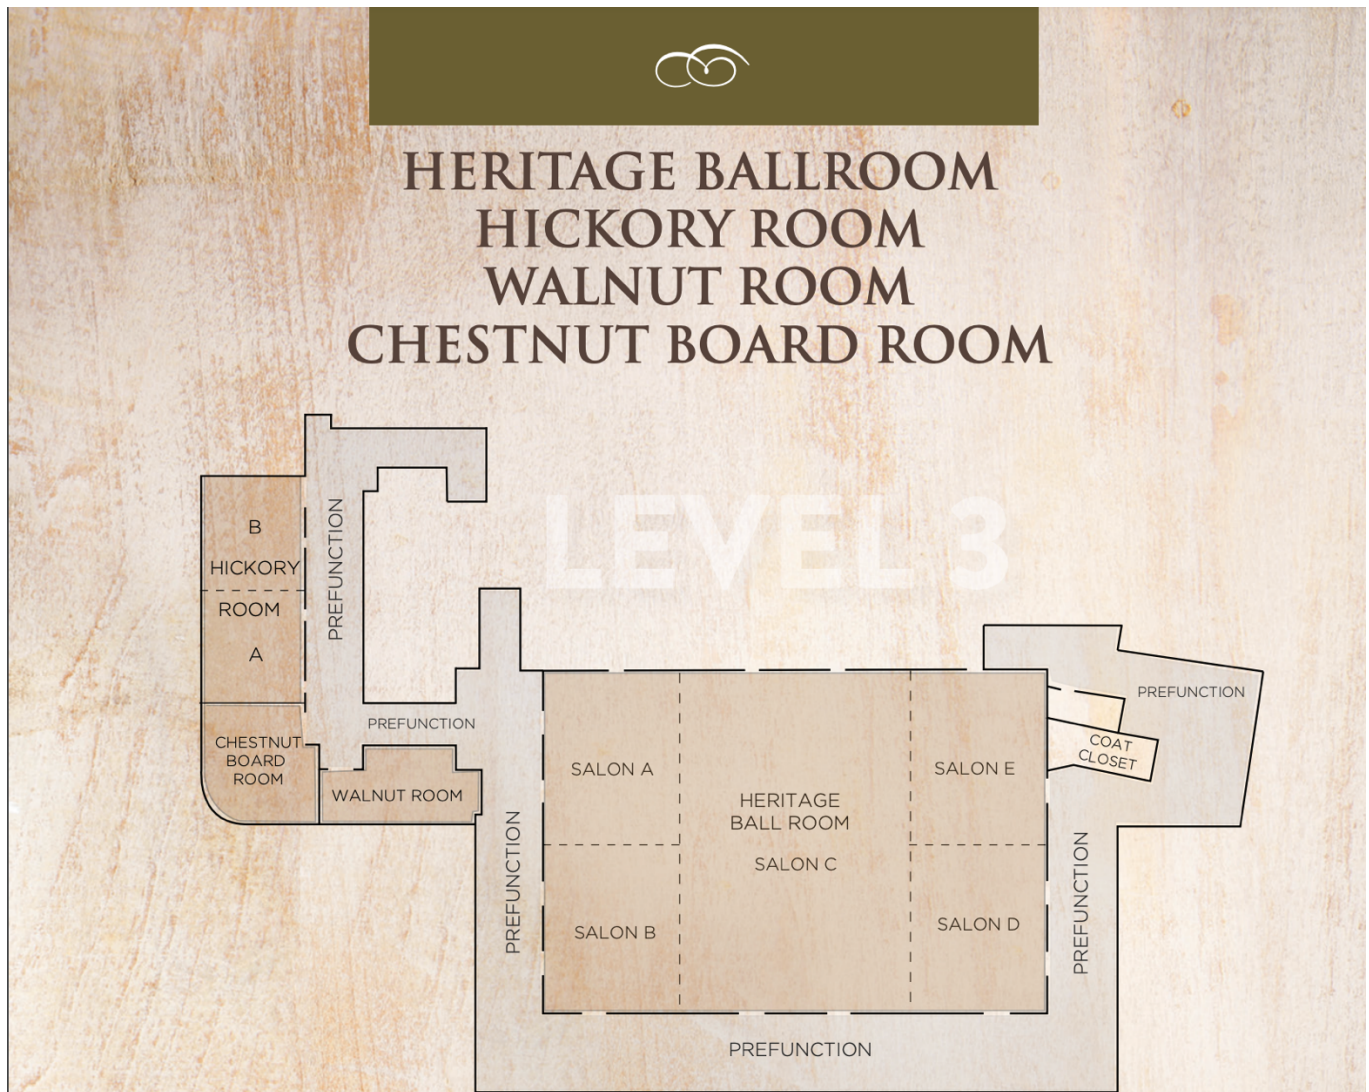 HERITAGE BALLROOM
HICKORY ROOM
WALNUT ROOM
CHESTNUT BOARD ROOM
LEVEL 3
B
HICKORY
ROOM
A
PREFUNCTION
CHESTNUT
BOARD
ROOM
WALNUT ROOM
PREFUNCTION
PREFUNCTION
SALON A
SALON B
HERITAGE
BALL ROOM
SALON C
SALON E
SALON D
COAT
CLOSET
PREFUNCTION
PREFUNCTION
PREFUNCTION